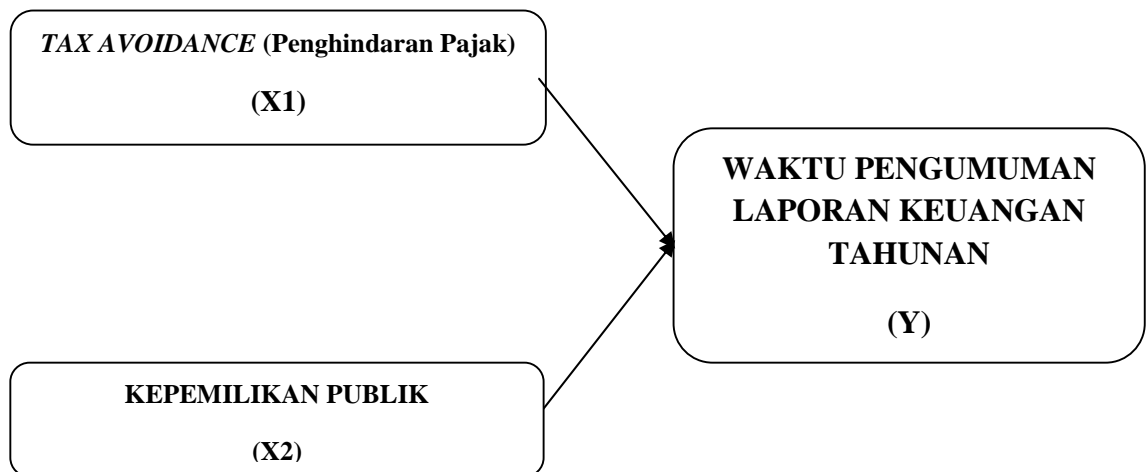 TAX AVOIDANCE (Penghindaran Pajak)
(X1)
WAKTU PENGUMUMAN
LAPORAN KEUANGAN
TAHUNAN
(Y)
KEPEMILIKAN PUBLIK
(X2)